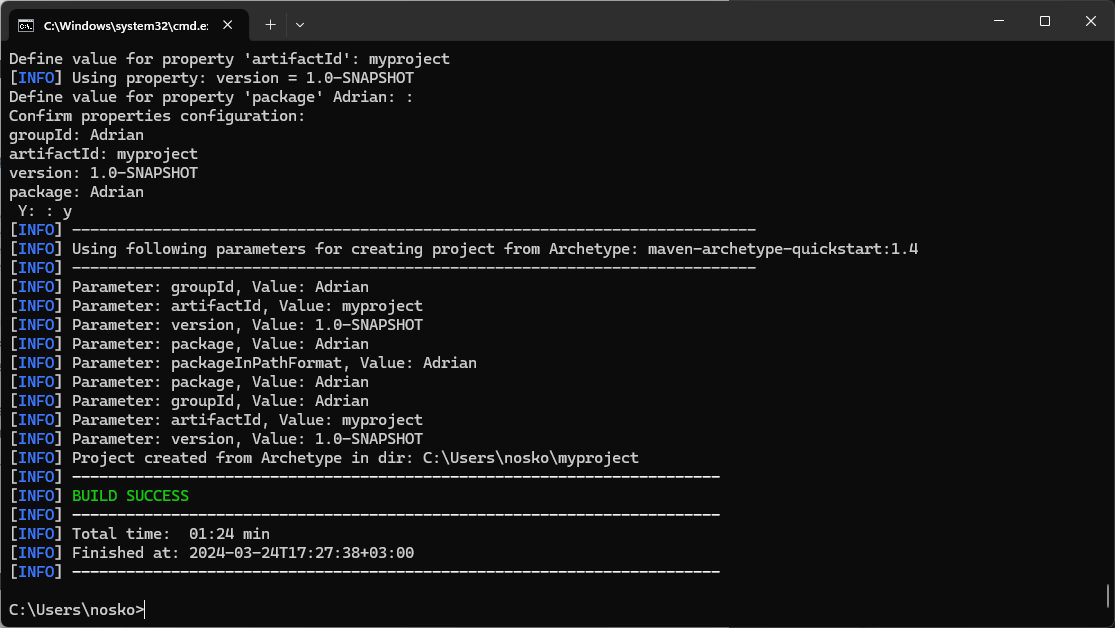 C:\Windows\system32\cmd.e
Define value for property 'artifactId': myproject
[INFO] Using property: version = 1.0-SNAPSHOT
Define value for property 'package' Adrian: :
Confirm properties configuration:
groupId: Adrian
artifactId: myproject
version: 1.0-SNAPSHOT
package: Adrian
 Y: : y
[INFO] ----------------------------------------------------------------------------
[INFO] Using following parameters for creating project from Archetype: maven-archetype-quickstart:1.4
[INFO] ----------------------------------------------------------------------------
[INFO] Parameter: groupId, Value: Adrian
[INFO] Parameter: artifactId, Value: myproject
[INFO] Parameter: version, Value: 1.0-SNAPSHOT
[INFO] Parameter: package, Value: Adrian
[INFO] Parameter: packageInPathFormat, Value: Adrian
[INFO] Parameter: package, Value: Adrian
[INFO] Parameter: groupId, Value: Adrian
[INFO] Parameter: artifactId, Value: myproject
[INFO] Parameter: version, Value: 1.0-SNAPSHOT
[INFO] Project created from Archetype in dir: C:\Users\nosko\myproject
[INFO] ------------------------------------------------------------------------
[INFO] BUILD SUCCESS
[INFO] ------------------------------------------------------------------------
[INFO] Total time:  01:24 min
[INFO] Finished at: 2024-03-24T17:27:38+03:00
[INFO] ------------------------------------------------------------------------
C:\Users\nosko>